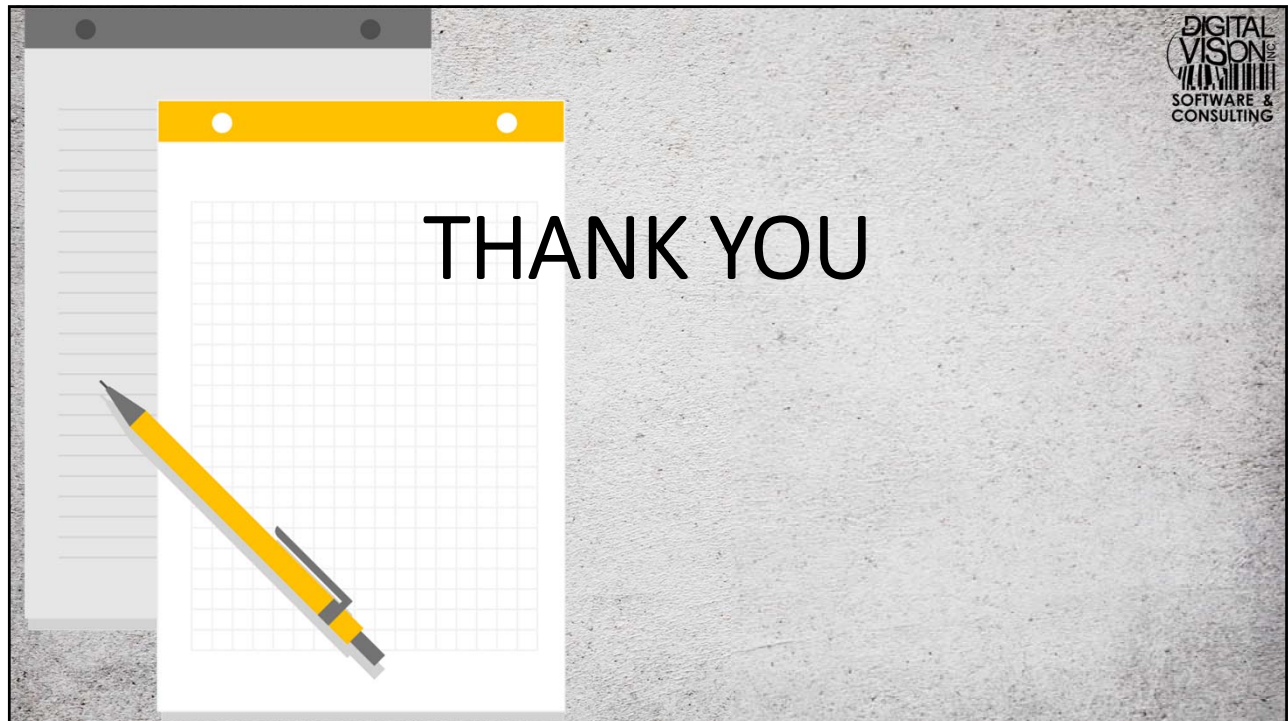 THANK YOU
DIGITAL
VISION INC.
SOFTWARE &
CONSULTING